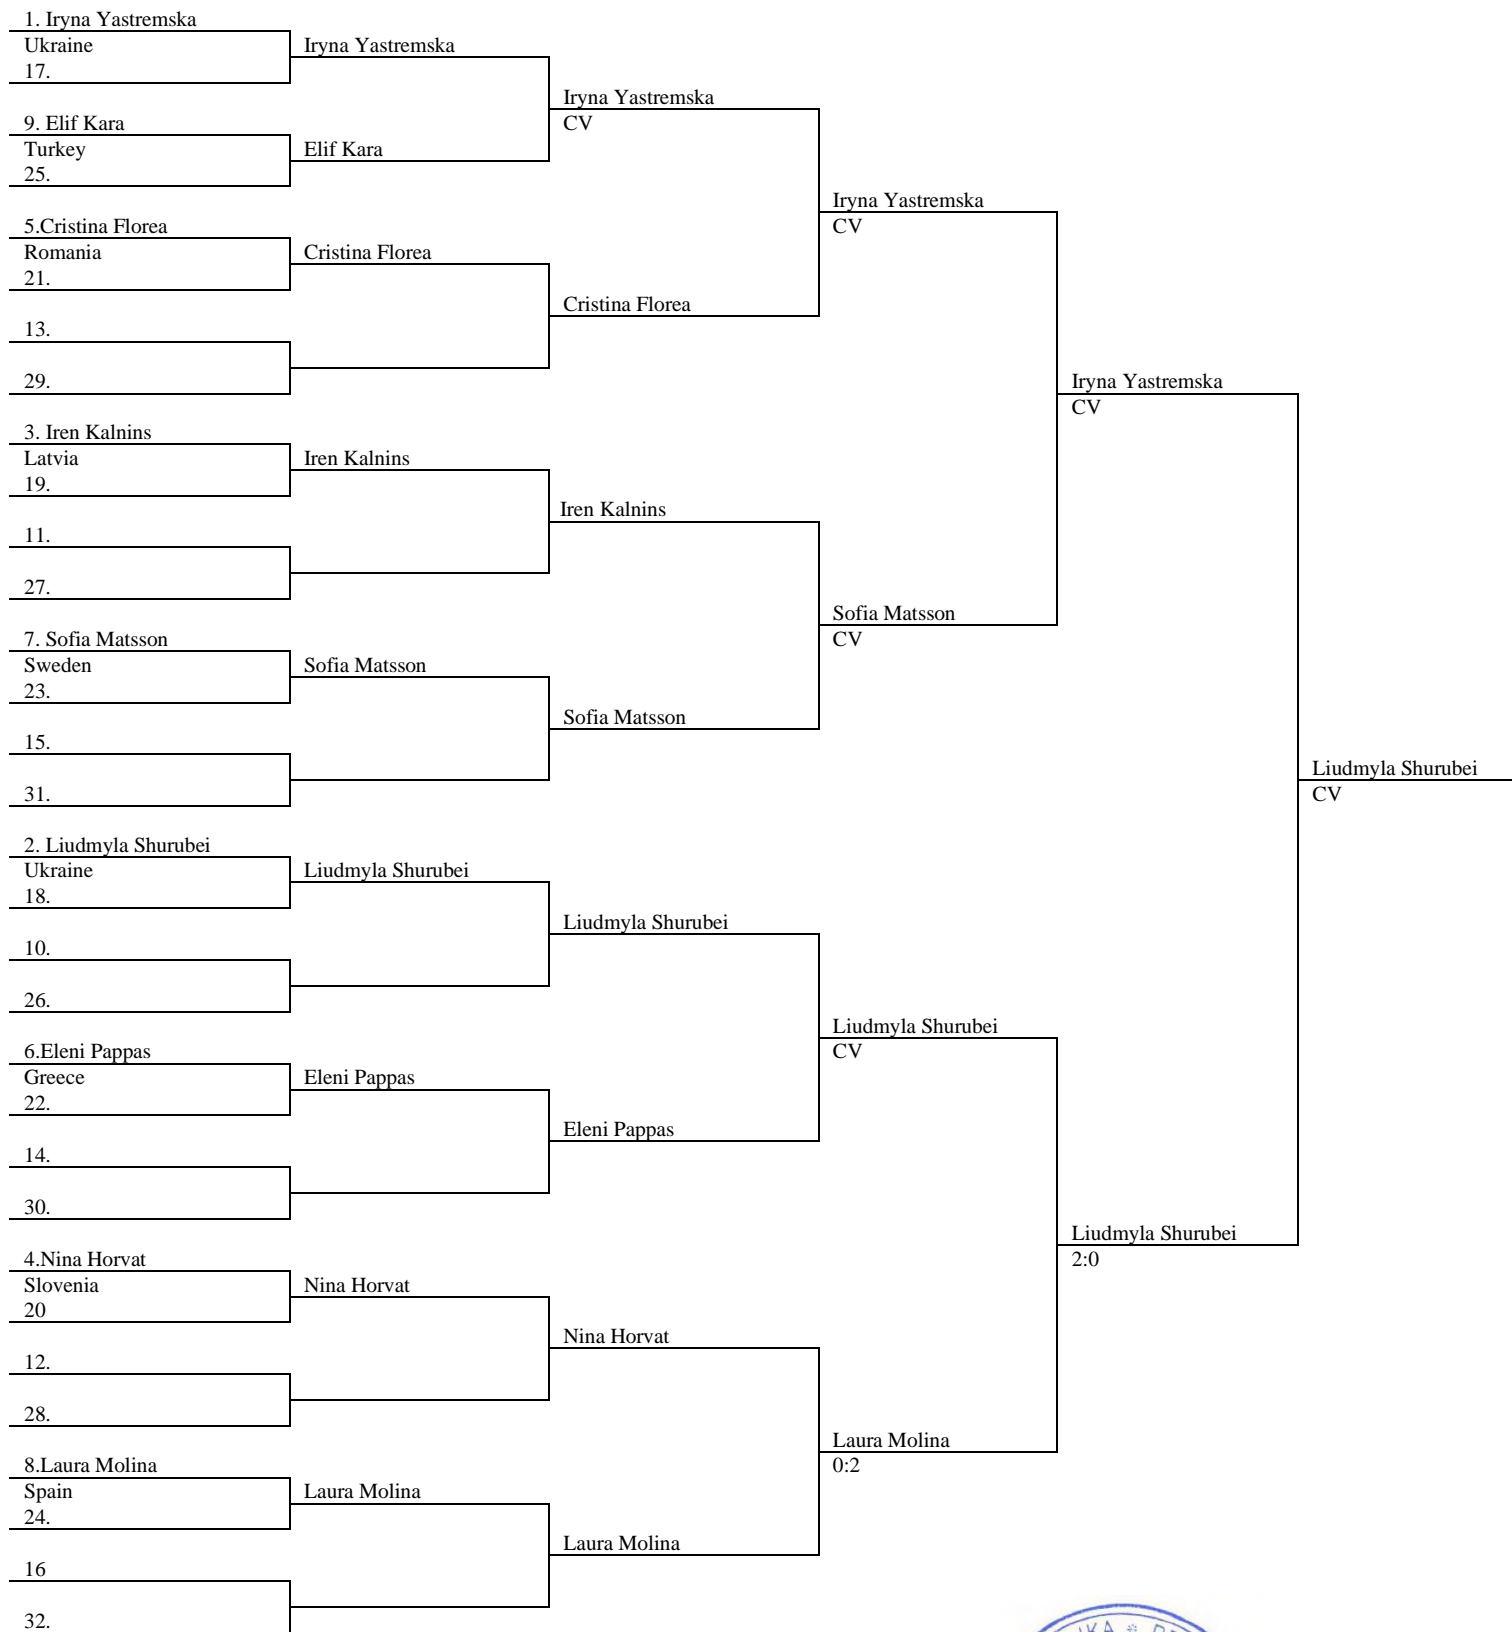 1. Iryna Yastremska
Ukraine
17.
9. Elif Kara
Turkey
25.
5.Cristina Florea
Romania
21.
13.
29.
3. Iren Kalnins
Latvia
19.
11.
27.
7. Sofia Matsson
Sweden
23.
15.
31.
2. Liudmyla Shurubei
Ukraine
18.
10.
26.
6.Eleni Pappas
Greece
22.
14.
30.
4.Nina Horvat
Slovenia
20
12.
28.
8.Laura Molina
Spain
24.
16
32.
Iryna Yastremska
Elif Kara
Cristina Florea
Iren Kalnins
Sofia Matsson
Liudmyla Shurubei
Eleni Pappas
Nina Horvat
Laura Molina
Iryna Yastremska
CV
Cristina Florea
Iren Kalnins
Sofia Matsson
Liudmyla Shurubei
Eleni Pappas
Nina Horvat
Laura Molina
Iryna Yastremska
CV
Sofia Matsson
CV
Liudmyla Shurubei
CV
Laura Molina
0:2
Iryna Yastremska
CV
Liudmyla Shurubei
2:0
Liudmyla Shurubei
CV